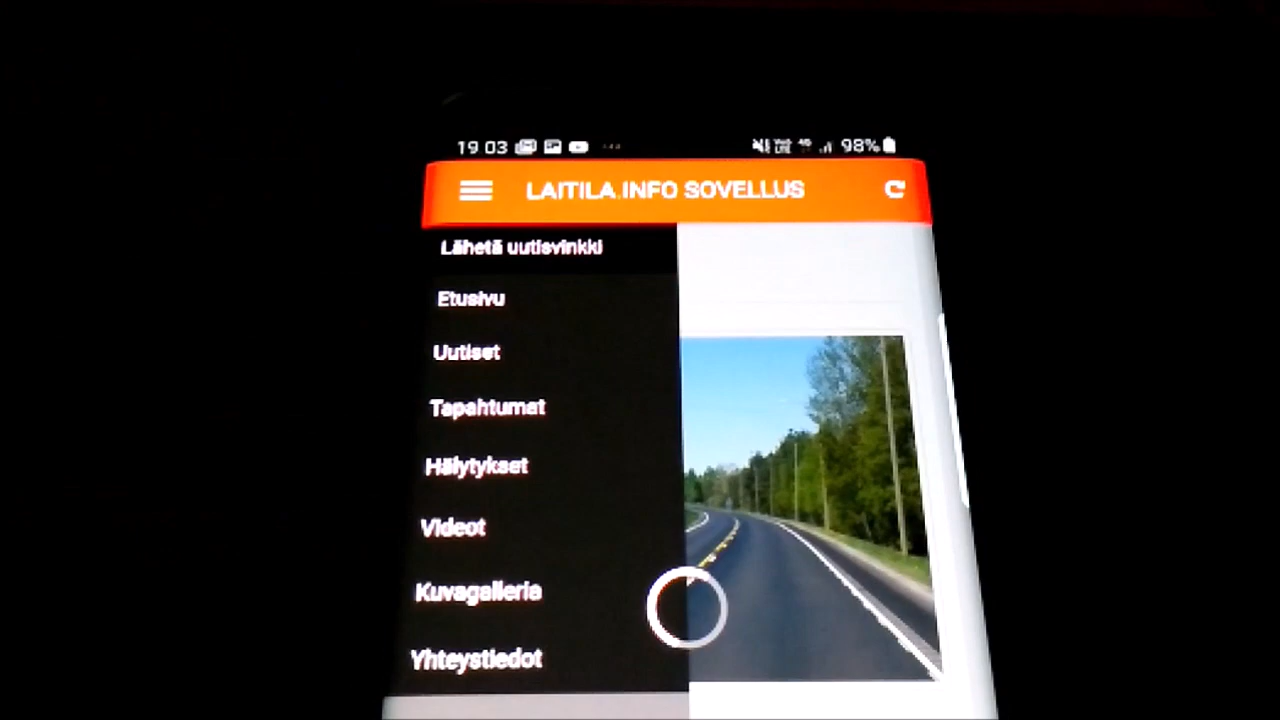 19 03 98%
LAITILA.INFO SOVELLUS
Lähetä uutisvinkki
Etusivu
Uutiset
Tapahtumat
Hälytykset
Videot
Kuvagalleria
Yhteystiedot